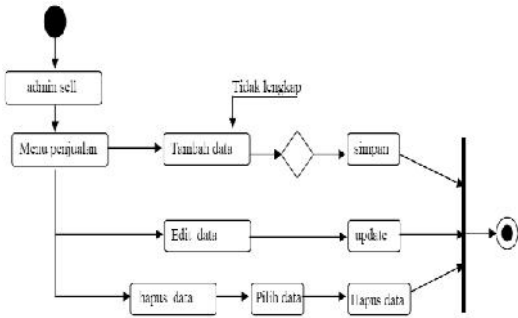 admin sell
Tidak lengkap
Menu penjualan
Tambah data
simpan
Edit data
update
hapus data
Pilih data
Hapus data